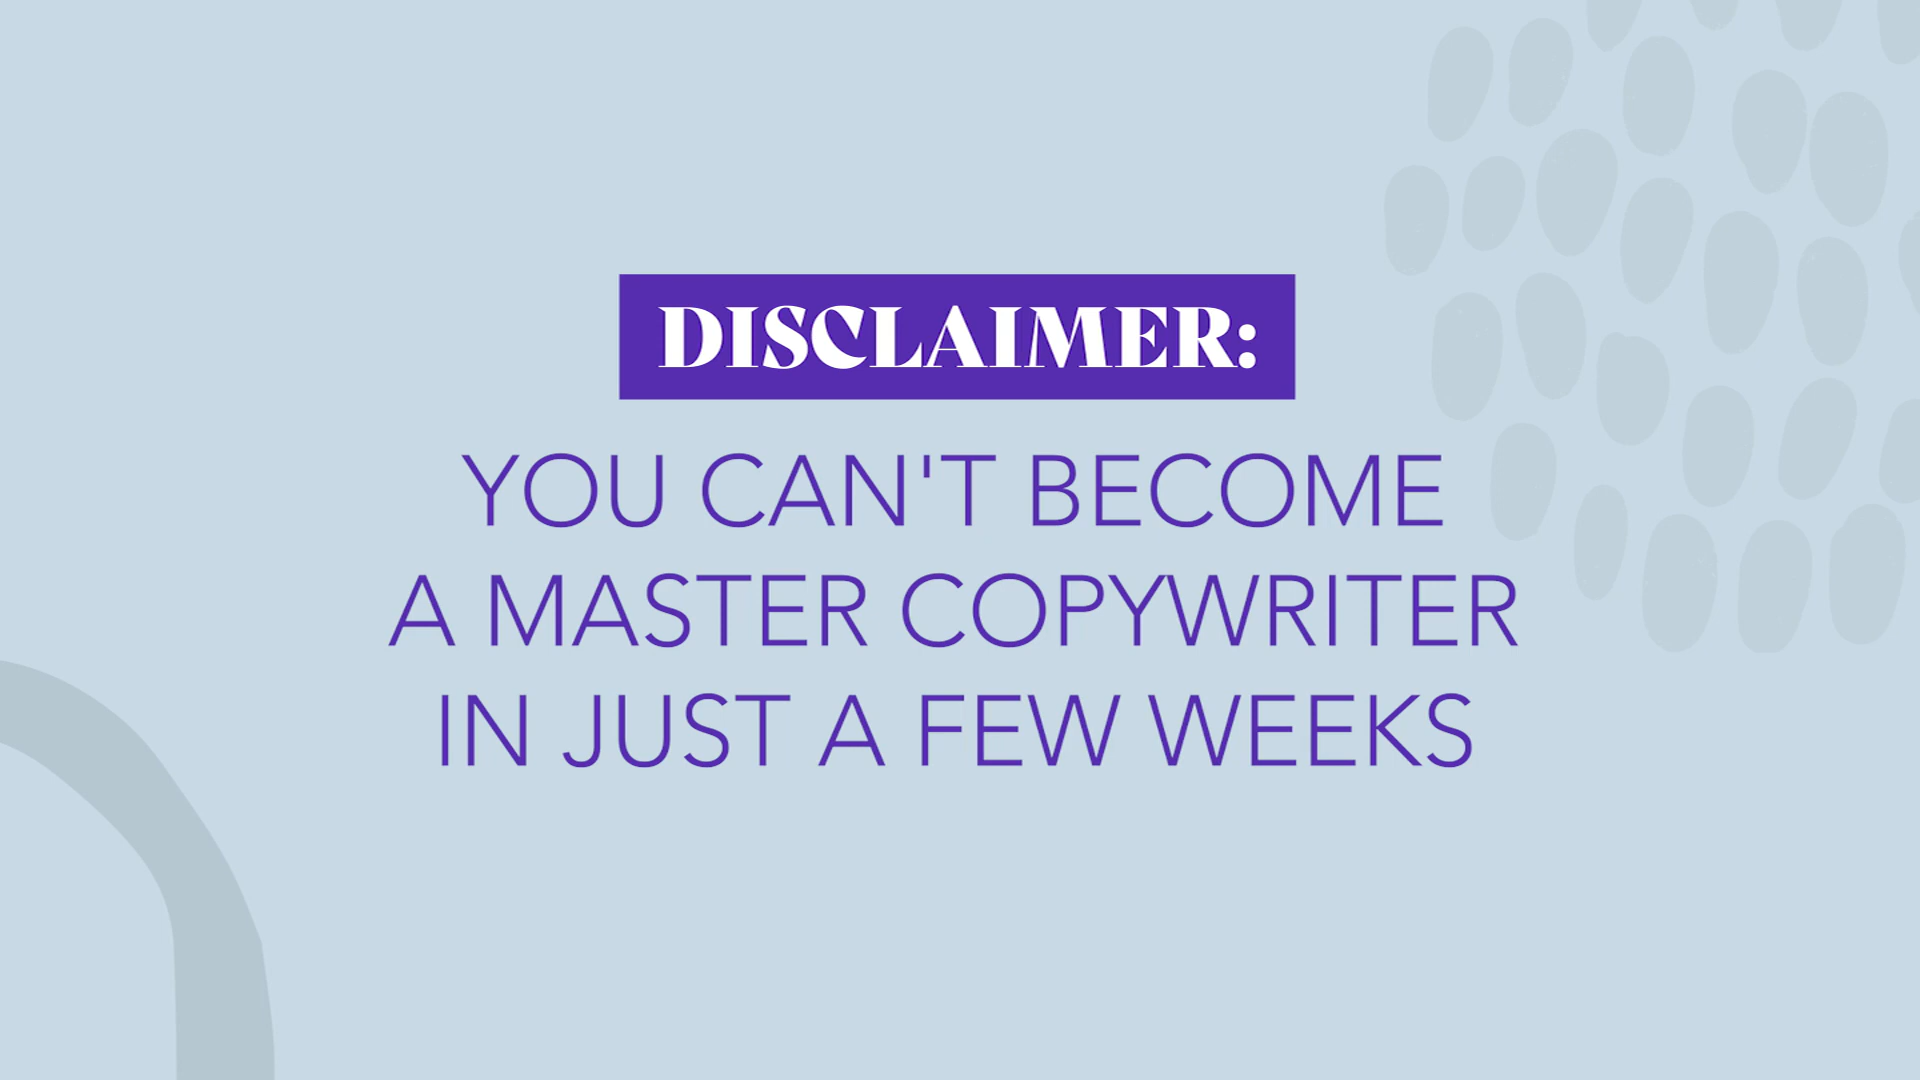 DISCLAIMER:
YOU CAN'T BECOME
A MASTER COPYWRITER
IN JUST A FEW WEEKS